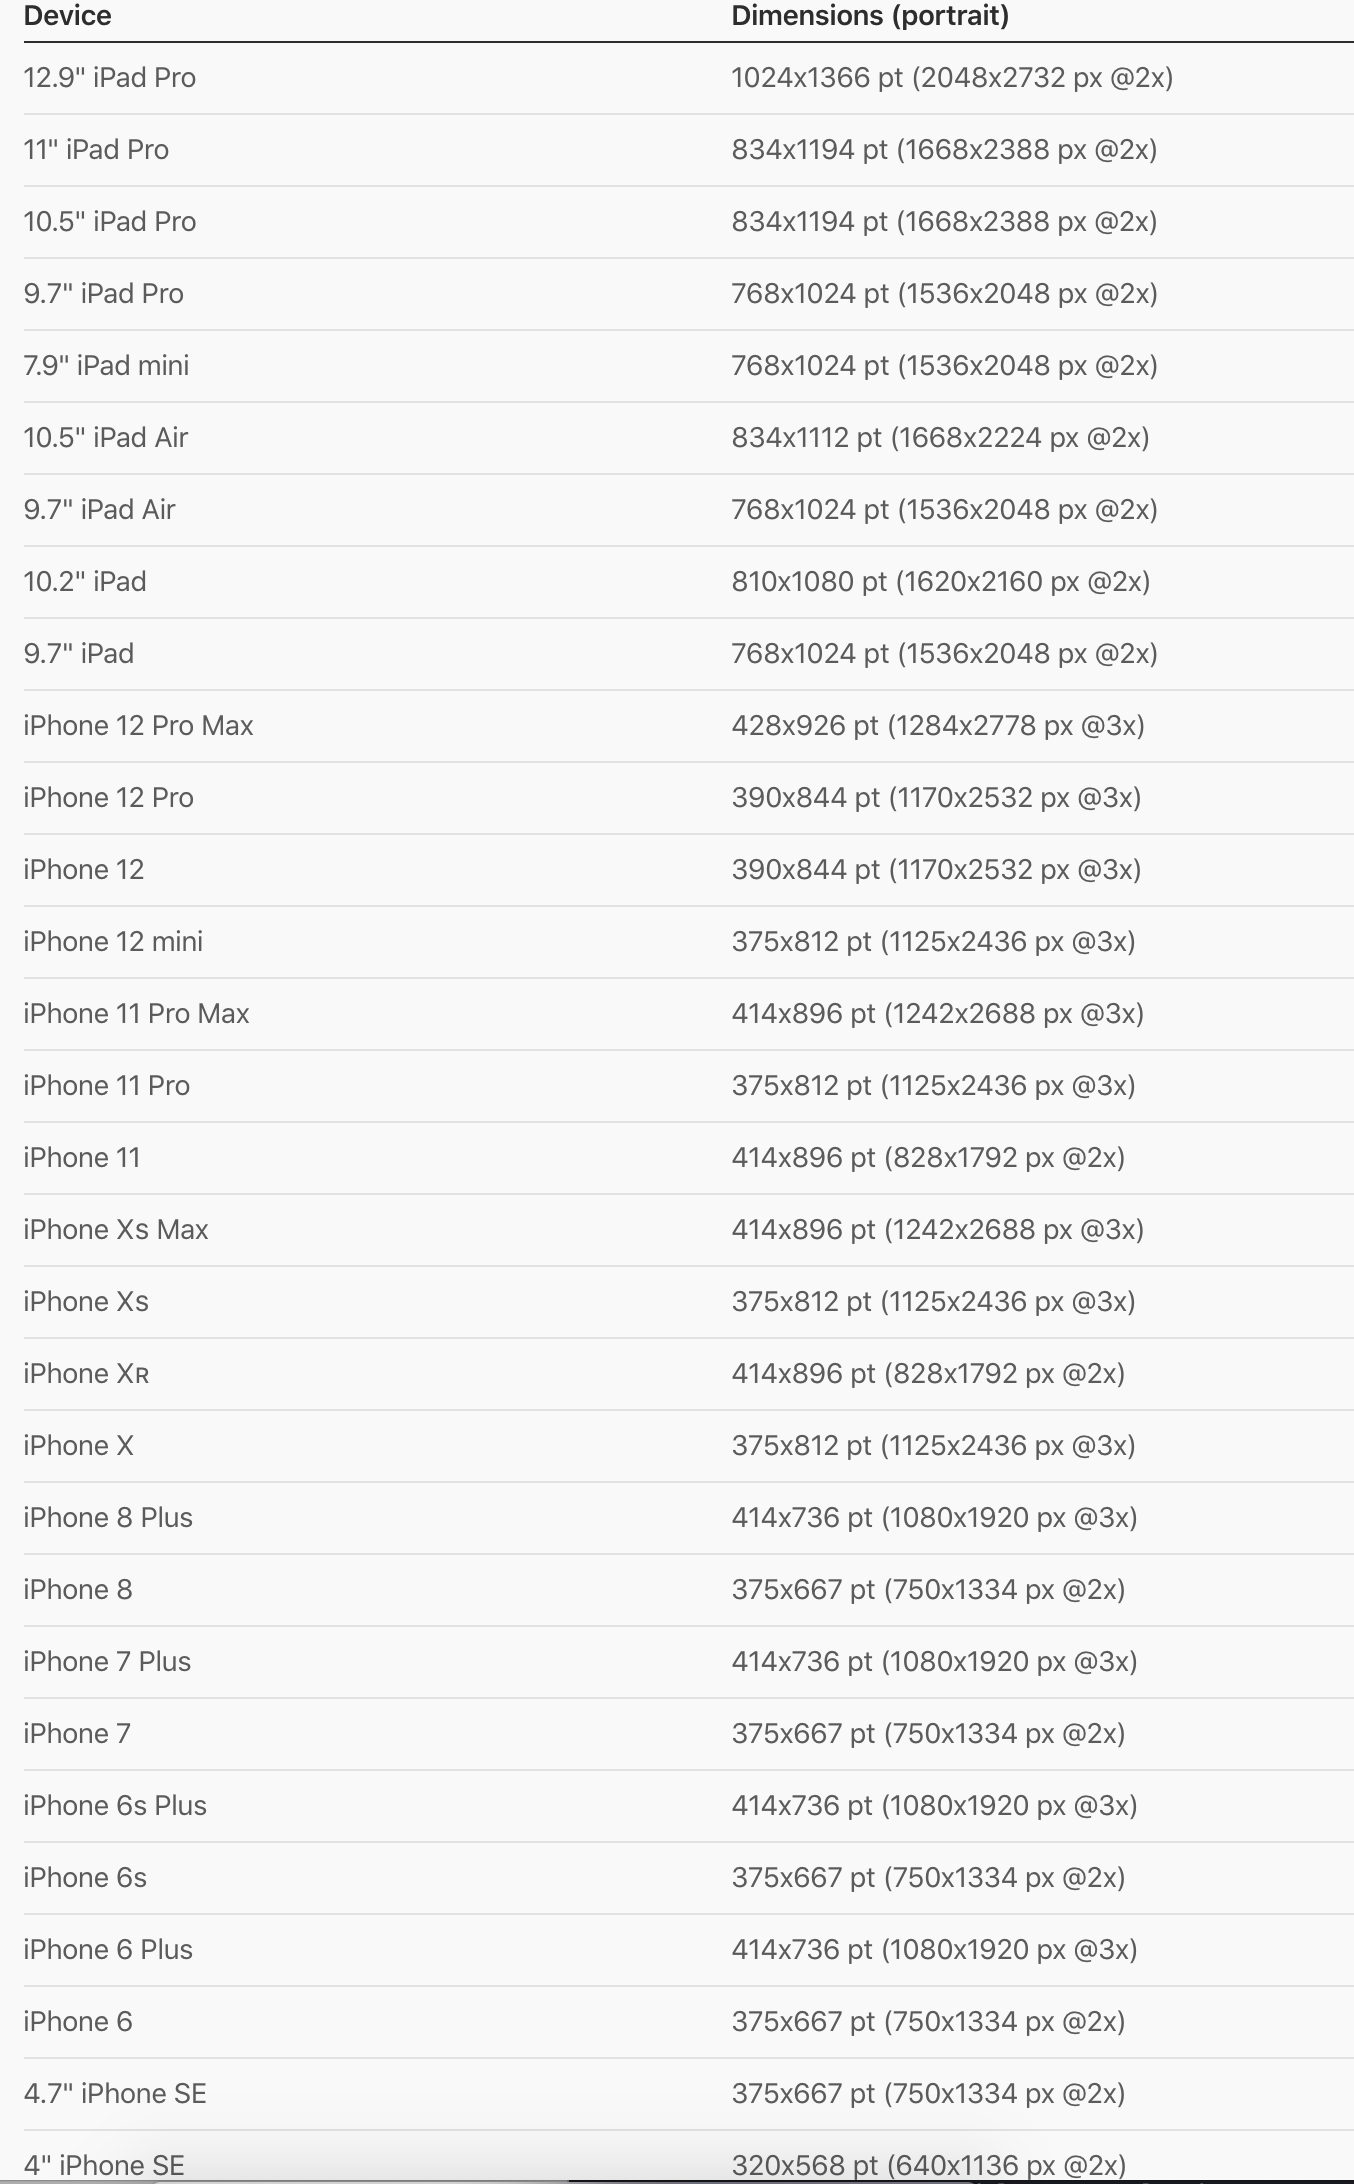 Device Dimensions (portrait)
12.9" iPad Pro 1024x1366 pt (2048x2732 px @2x)
11" iPad Pro 834x1194 pt (1668x2388 px @2x)
10.5" iPad Pro 834x1194 pt (1668x2388 px @2x)
9.7" iPad Pro 768x1024 pt (1536x2048 px @2x)
7.9" iPad mini 768x1024 pt (1536x2048 px @2x)
10.5" iPad Air 834x1112 pt (1668x2224 px @2x)
9.7" iPad Air 768x1024 pt (1536x2048 px @2x)
10.2" iPad 810x1080 pt (1620x2160 px @2x)
9.7" iPad 768x1024 pt (1536x2048 px @2x)
iPhone 12 Pro Max 428x926 pt (1284x2778 px @3x)
iPhone 12 Pro 390x844 pt (1170x2532 px @3x)
iPhone 12 390x844 pt (1170x2532 px @3x)
iPhone 12 mini 375x812 pt (1125x2436 px @3x)
iPhone 11 Pro Max 414x896 pt (1242x2688 px @3x)
iPhone 11 Pro 375x812 pt (1125x2436 px @3x)
iPhone 11 414x896 pt (828x1792 px @2x)
iPhone Xs Max 414x896 pt (1242x2688 px @3x)
iPhone Xs 375x812 pt (1125x2436 px @3x)
iPhone Xʀ 414x896 pt (828x1792 px @2x)
iPhone X 375x812 pt (1125x2436 px @3x)
iPhone 8 Plus 414x736 pt (1080x1920 px @3x)
iPhone 8 375x667 pt (750x1334 px @2x)
iPhone 7 Plus 414x736 pt (1080x1920 px @3x)
iPhone 7 375x667 pt (750x1334 px @2x)
iPhone 6s Plus 414x736 pt (1080x1920 px @3x)
iPhone 6s 375x667 pt (750x1334 px @2x)
iPhone 6 Plus 414x736 pt (1080x1920 px @3x)
iPhone 6 375x667 pt (750x1334 px @2x)
4.7" iPhone SE 375x667 pt (750x1334 px @2x)
4" iPhone SE 320x568 pt (640x1136 px @2x)